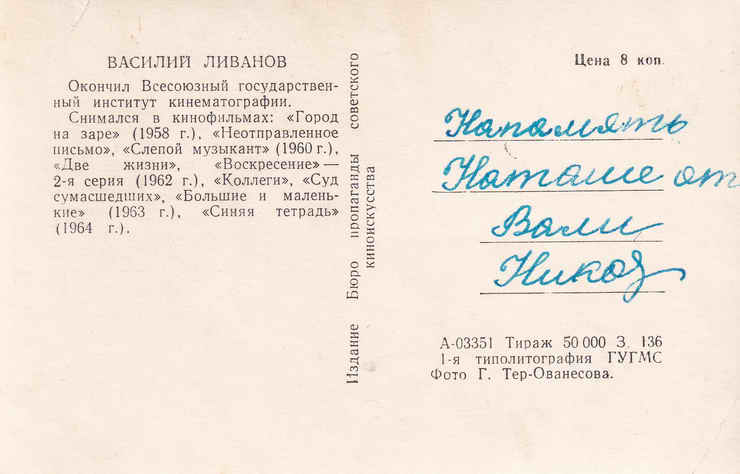 ВАСИЛИЙ ЛИВАНОВ
Окончил Всесоюзный государствен-
ный институт кинематографии.
Снимался в кинофильмах: «Город
на заре» (1958 г.), «Неотправленное
письмо», «Слепой музыкант» (1960 г.),
«Две жизни», «Воскресение» —
2-я серия (1962 г.), «Коллеги», «Суд
сумасшедших», «Большие и малень-
кие» (1963 г.), «Синяя тетрадь»
(1964 г.).
Издание Бюро пропаганды советского
киноискусства
Цена 8 коп.
Напамять
Наташе от
Вали
А-03351 Тираж 50 000 З. 136
1-я типолитография ГУГМС
Фото Г. Тер-Ованесова.